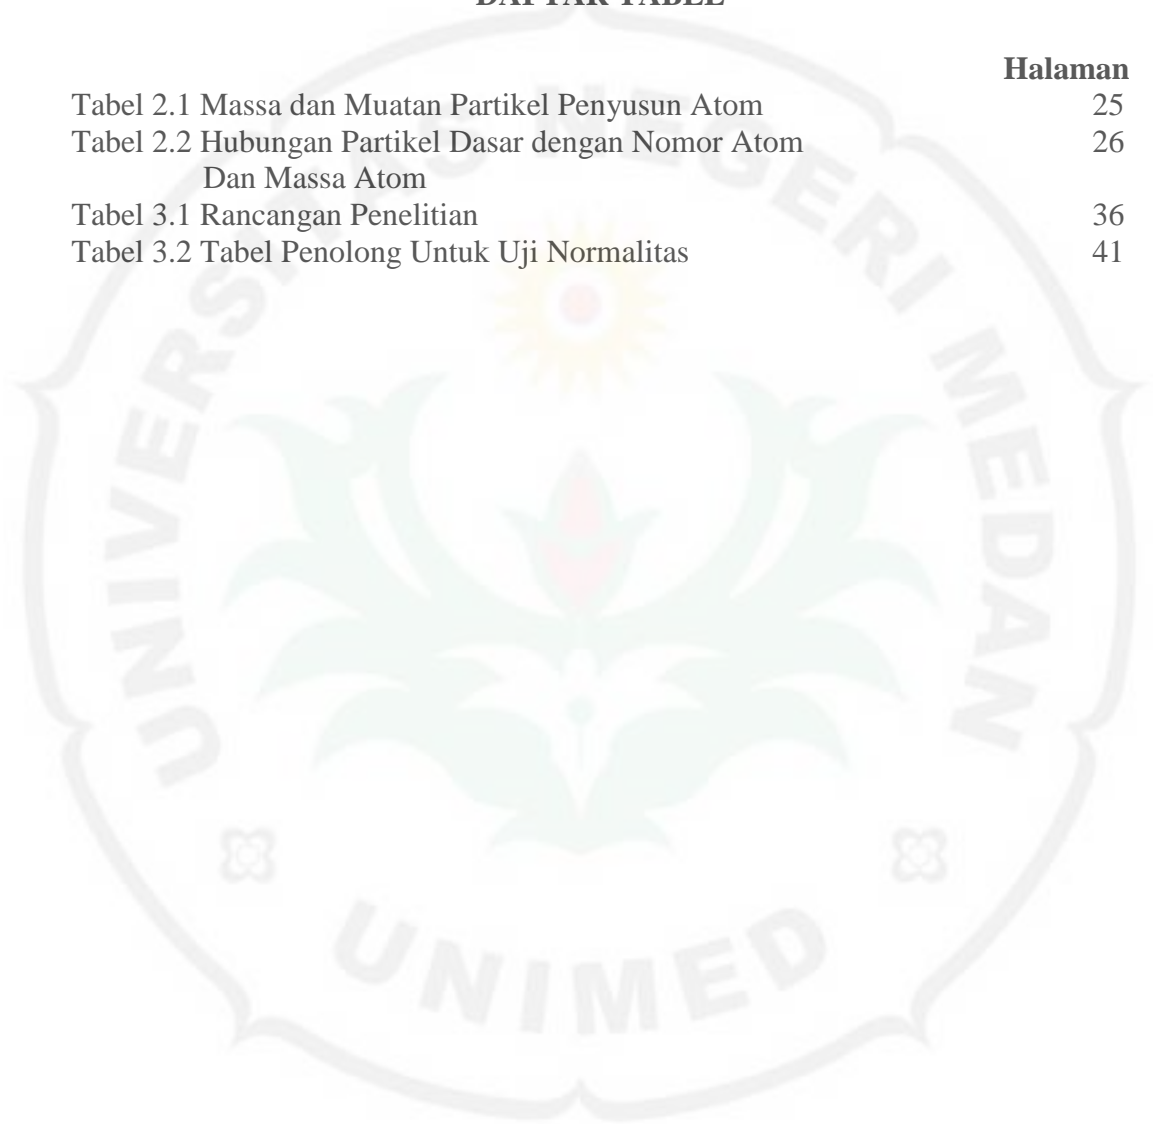 DAFTAR TABEL
Halaman
Tabel 2.1 Massa dan Muatan Partikel Penyusun Atom 25
Tabel 2.2 Hubungan Partikel Dasar dengan Nomor Atom 26
Dan Massa Atom
Tabel 3.1 Rancangan Penelitian 36
Tabel 3.2 Tabel Penolong Untuk Uji Normalitas 41
UNIVERSITAS NEGERI MEDAN
UNIMED